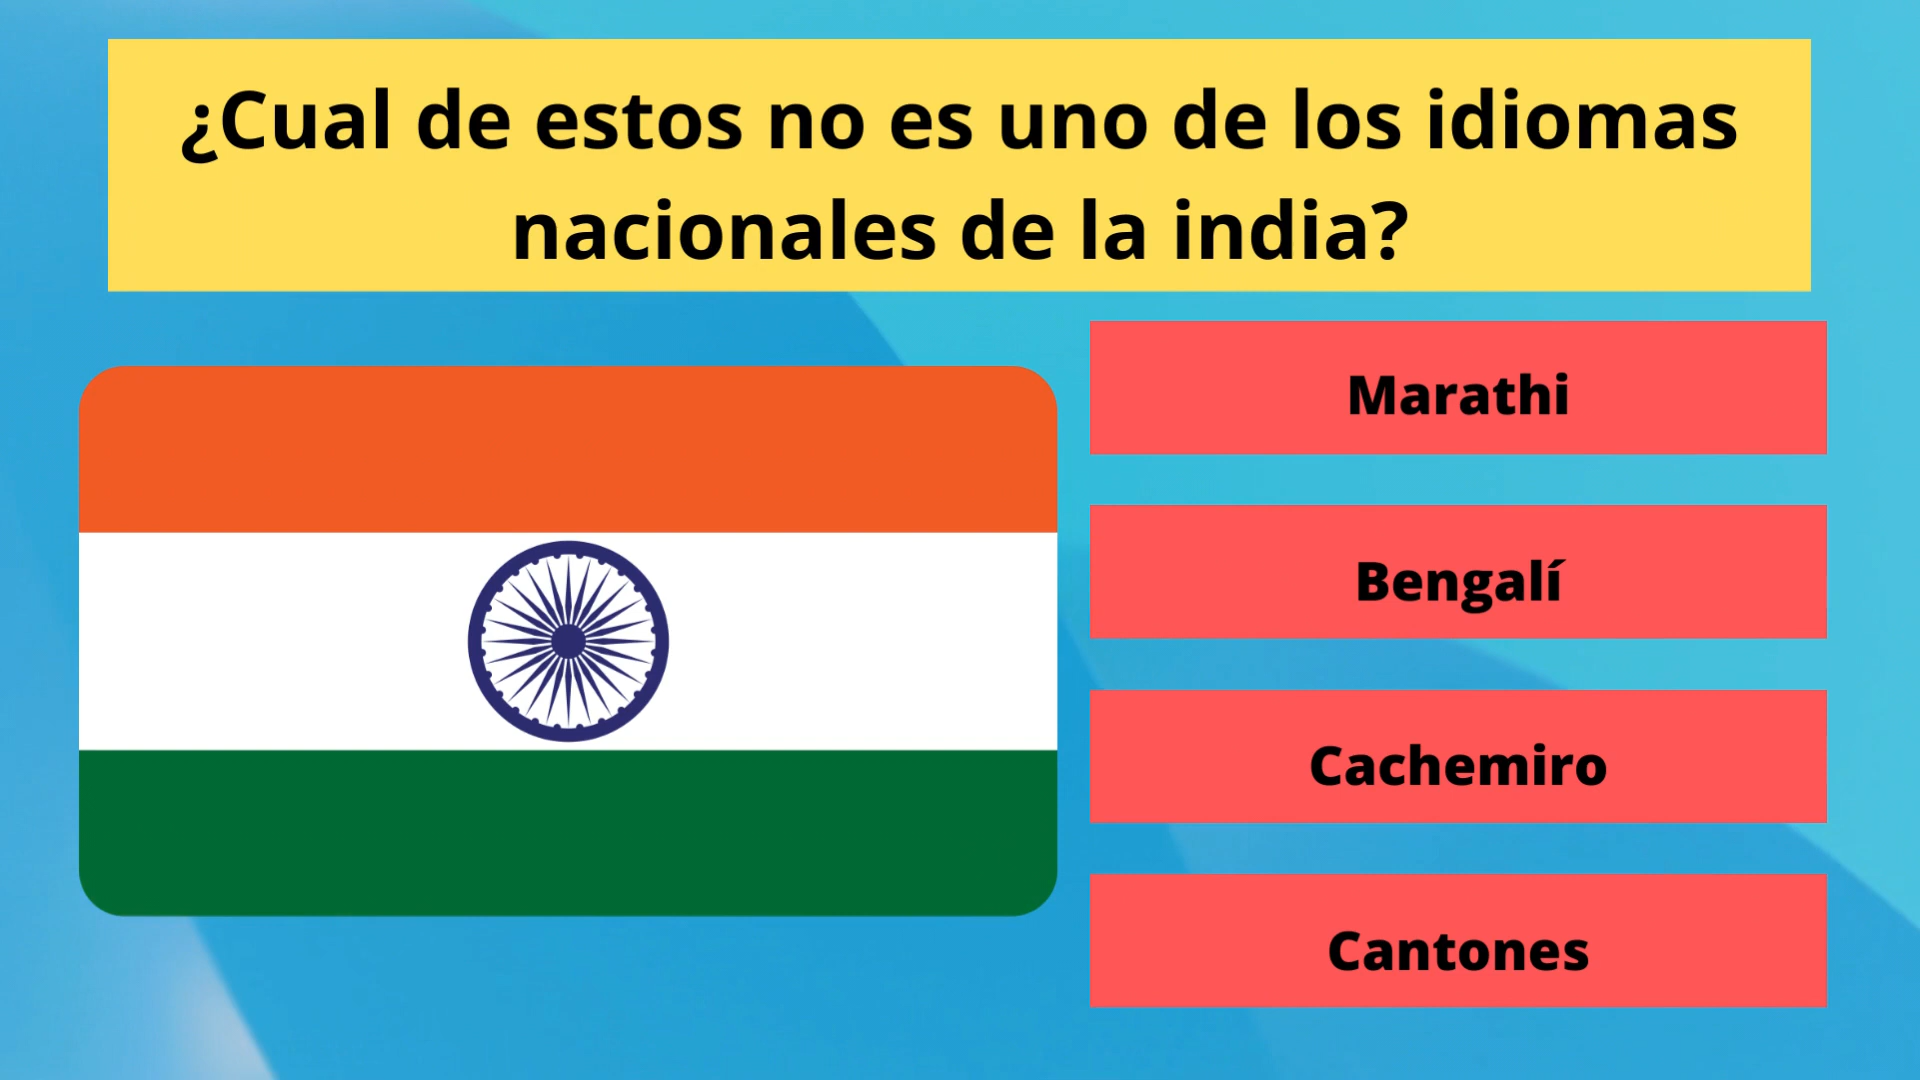 ¿Cual de estos no es uno de los idiomas
nacionales de la india?
Marathi
Bengalí
Cachemiro
Cantones